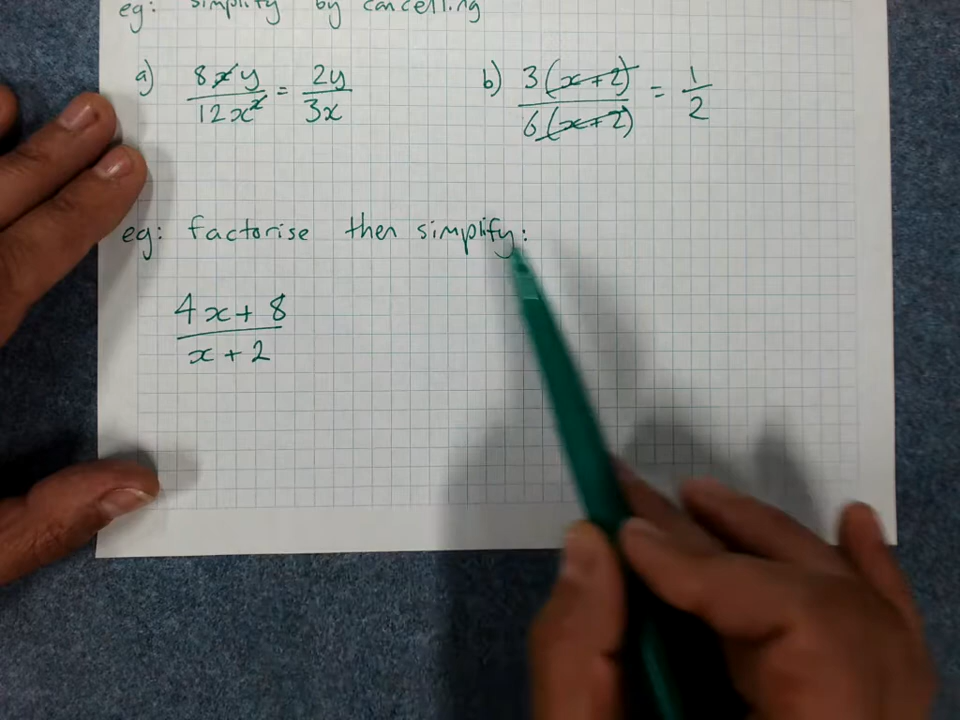 eg: simplify by cancelling
a) 8xy/12x² = 2y/3x b) 3(x+2)/6(x+2) = 1/2
eg: factorise then simplify:
4x + 8
x + 2